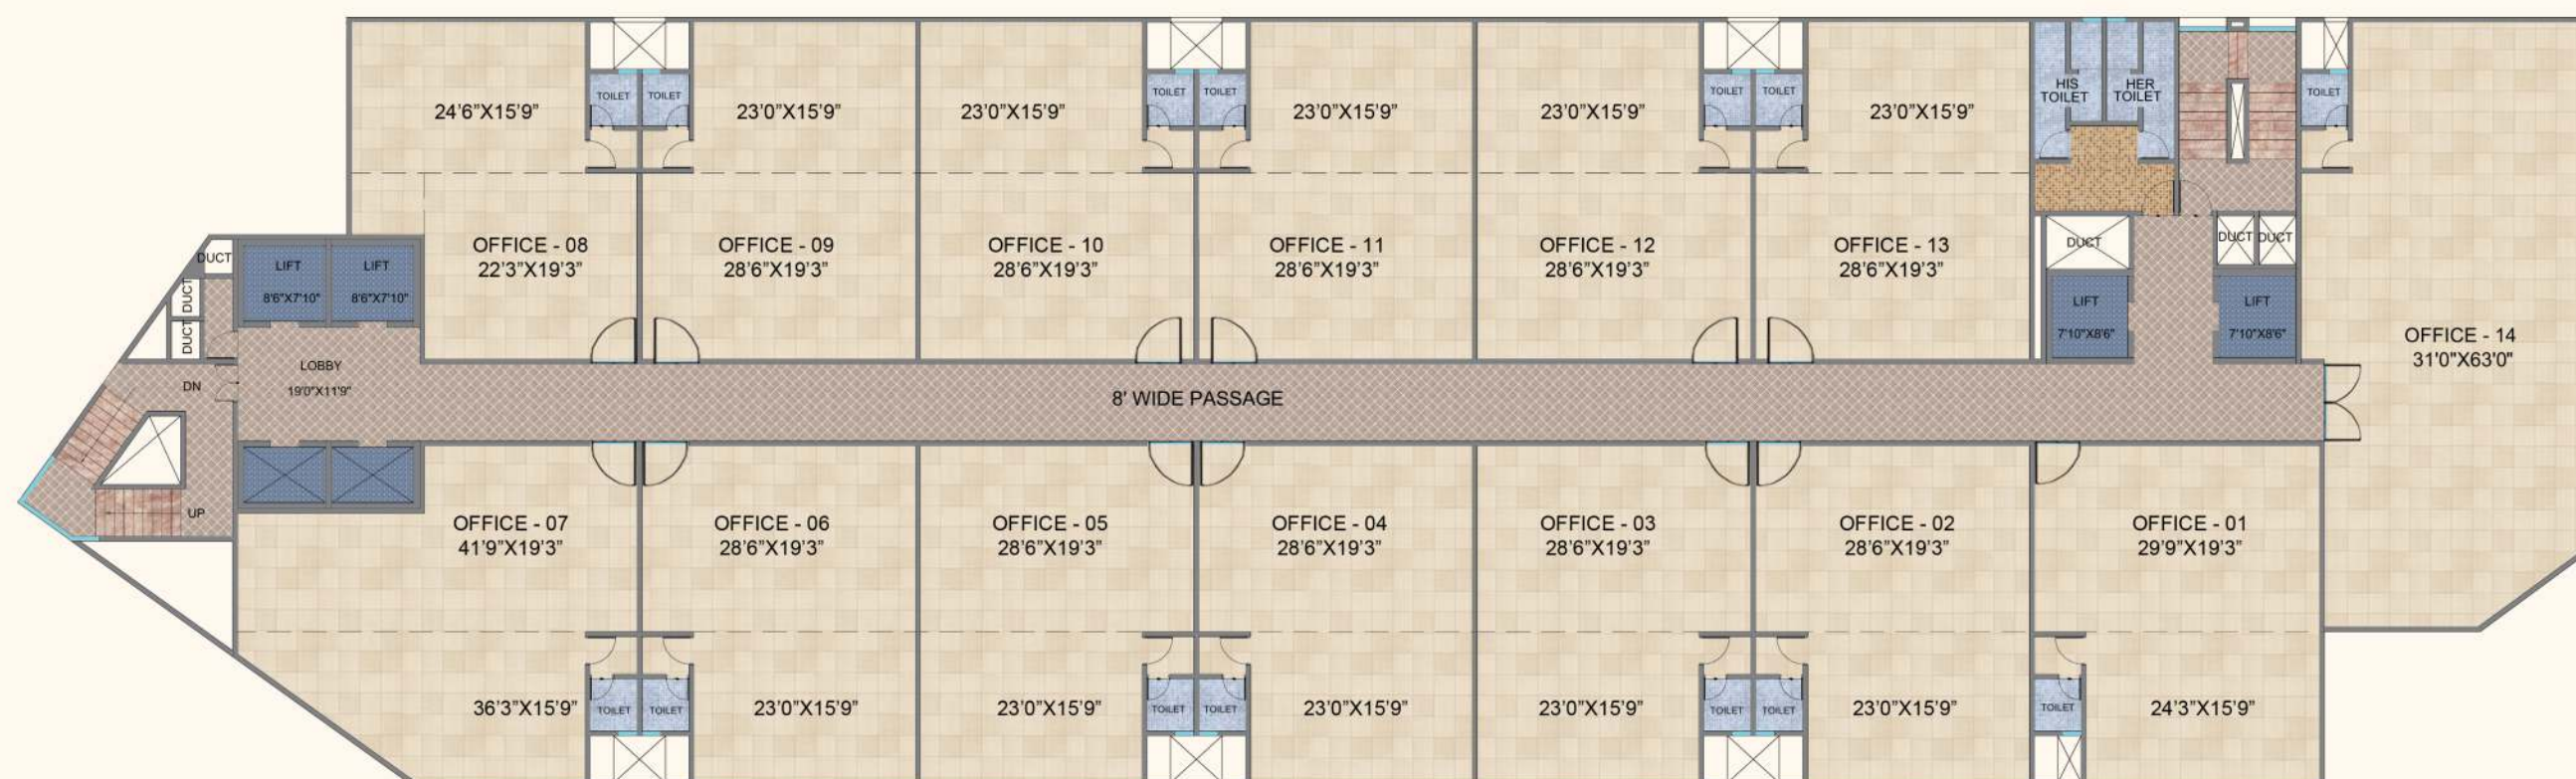 24'6"X15'9"
TOILET
TOILET
23'0"X15'9"
23'0"X15'9"
TOILET
TOILET
23'0"X15'9"
23'0"X15'9"
TOILET
TOILET
23'0"X15'9"
HIS
TOILET
HER
TOILET
TOILET
OFFICE - 08
22'3"X19'3"
OFFICE - 09
28'6"X19'3"
OFFICE - 10
28'6"X19'3"
OFFICE - 11
28'6"X19'3"
OFFICE - 12
28'6"X19'3"
OFFICE - 13
28'6"X19'3"
DUCT
DUCT
DUCT
DUCT
LIFT
8'6"X7'10"
LIFT
8'6"X7'10"
DUCT
DUCT
LIFT
7'10"X8'6"
LIFT
7'10"X8'6"
OFFICE - 14
31'0"X63'0"
LOBBY
19'0"X11'9"
DN
8' WIDE PASSAGE
UP
OFFICE - 07
41'9"X19'3"
OFFICE - 06
28'6"X19'3"
OFFICE - 05
28'6"X19'3"
OFFICE - 04
28'6"X19'3"
OFFICE - 03
28'6"X19'3"
OFFICE - 02
28'6"X19'3"
OFFICE - 01
29'9"X19'3"
36'3"X15'9"
TOILET
TOILET
23'0"X15'9"
23'0"X15'9"
TOILET
TOILET
23'0"X15'9"
23'0"X15'9"
TOILET
TOILET
23'0"X15'9"
TOILET
24'3"X15'9"